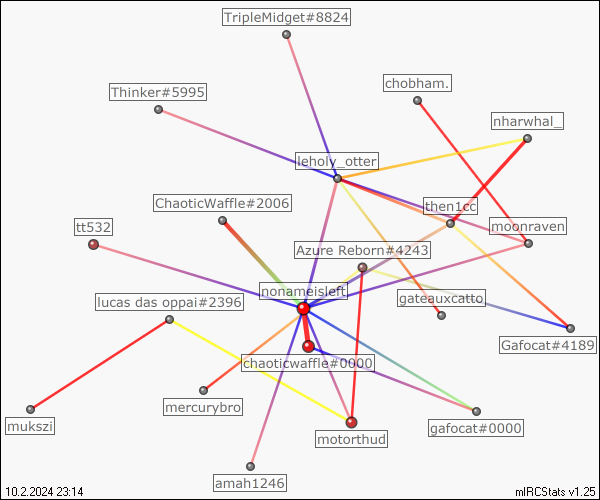 TripleMidget#8824
chobham.
Thinker#5995
nharwhal_
leholy_otter
ChaoticWaffle#2006
then1cc
tt532
moonraven
Azure Reborn#4243
nonameisleft
lucas das oppai#2396
gateauxcatto
Gafocat#4189
chaoticwaffle#0000
mercurybro
mukszi
gafocat#0000
motorthud
amah1246
10.2.2024 23:14
mIRCStats v1.25